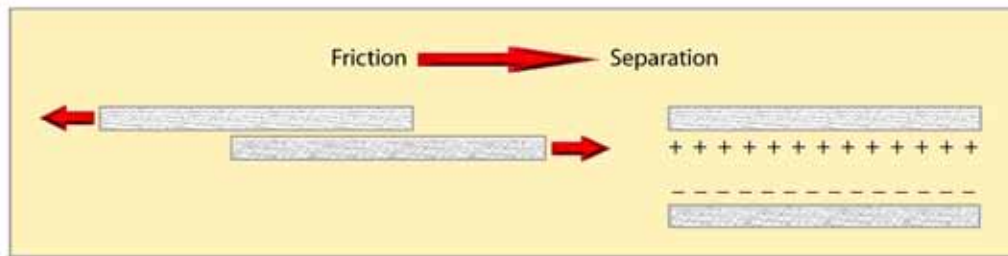 Friction Separation
+ + + + + + + + + + + + +
− − − − − − − − − − − − − −